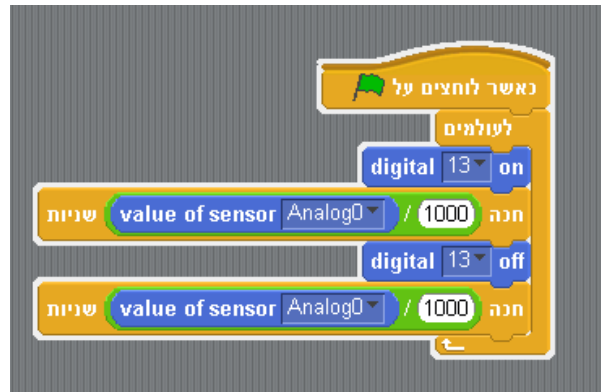 כאשר לוחצים על
לעולמים
digital 13 on
חכה value of sensor Analog0 / 1000 שניות
digital 13 off
חכה value of sensor Analog0 / 1000 שניות